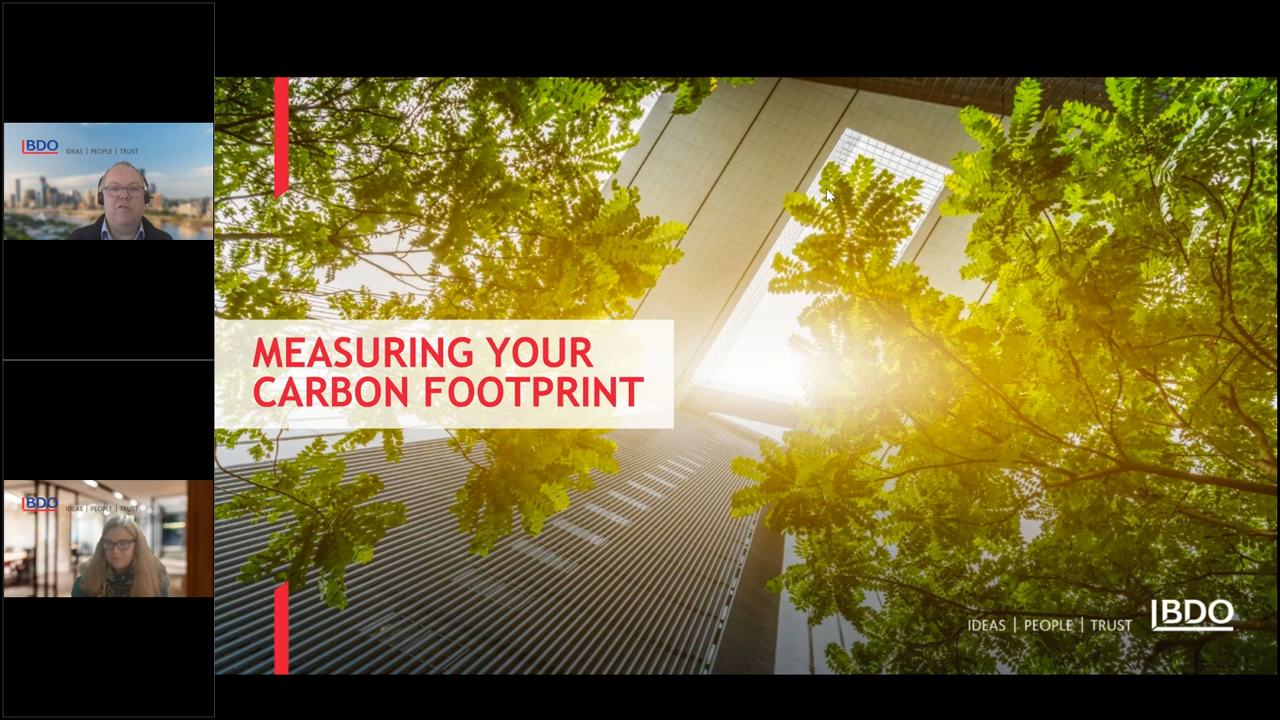 BDO IDEAS | PEOPLE | TRUST
MEASURING YOUR
CARBON FOOTPRINT
BDO IDEAS | PEOPLE | TRUST
IDEAS | PEOPLE | TRUST BDO